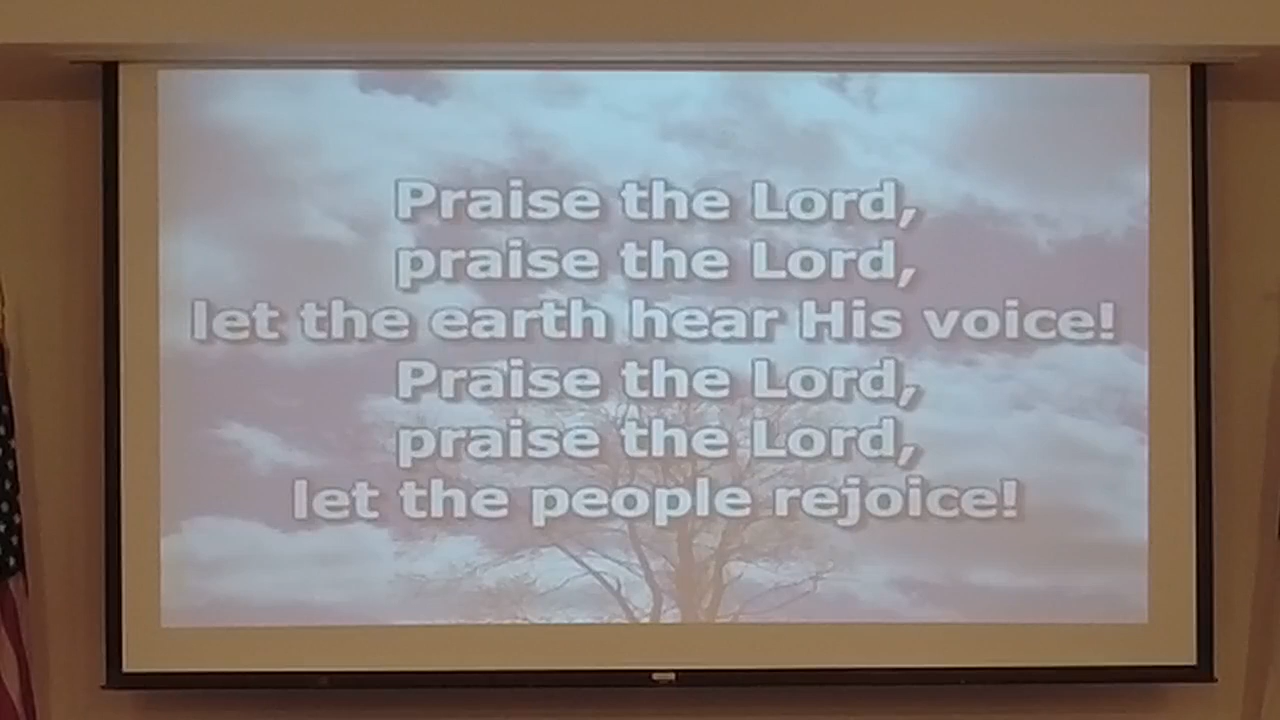 Praise the Lord,
praise the Lord,
let the earth hear His voice!
Praise the Lord,
praise the Lord,
let the people rejoice!